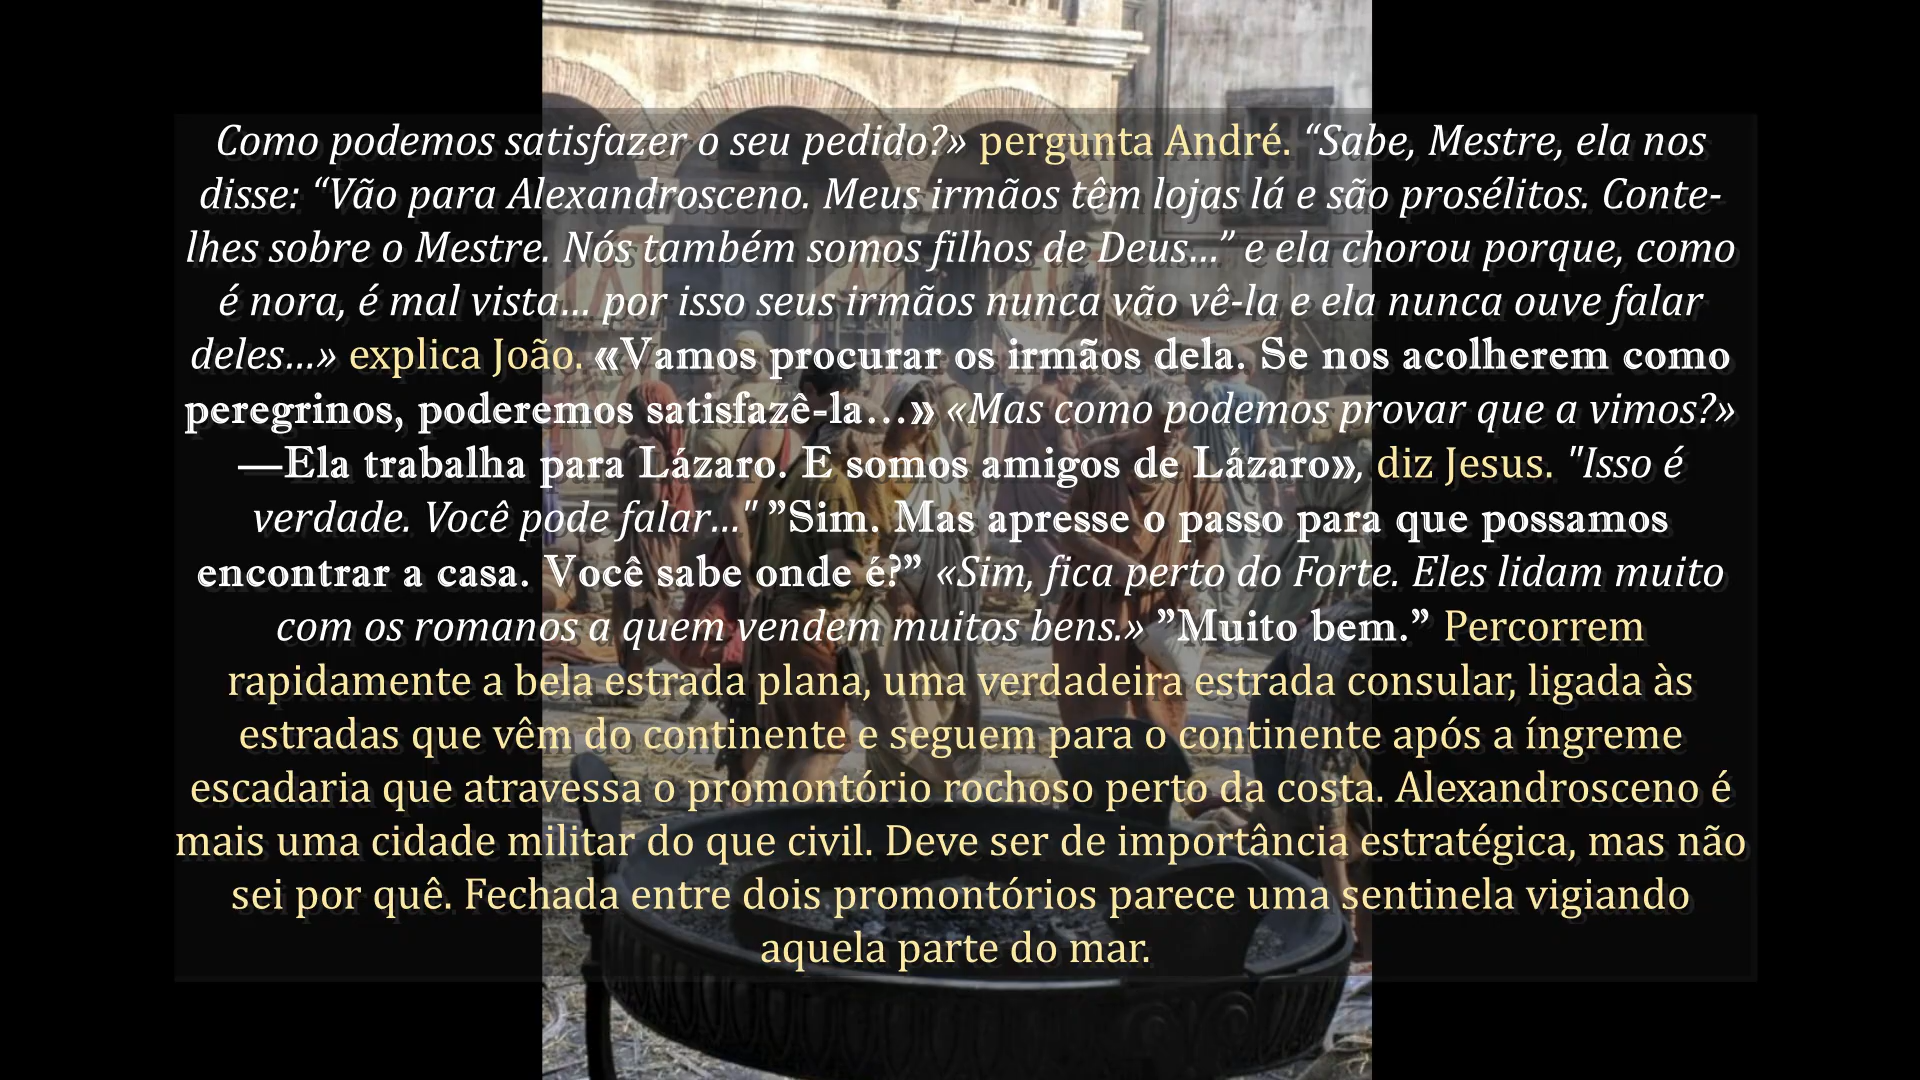 Como podemos satisfazer o seu pedido?» pergunta André. “Sabe, Mestre, ela nos
disse: “Vão para Alexandrosceno. Meus irmãos têm lojas lá e são prosélitos. Conte-
lhes sobre o Mestre. Nós também somos filhos de Deus...” e ela chorou porque, como
é nora, é mal vista... por isso seus irmãos nunca vão vê-la e ela nunca ouve falar
deles...» explica João. «Vamos procurar os irmãos dela. Se nos acolherem como
peregrinos, poderemos satisfazê-la...» «Mas como podemos provar que a vimos?»
—Ela trabalha para Lázaro. E somos amigos de Lázaro», diz Jesus. "Isso é
verdade. Você pode falar..." ”Sim. Mas apresse o passo para que possamos
encontrar a casa. Você sabe onde é?” «Sim, fica perto do Forte. Eles lidam muito
com os romanos a quem vendem muitos bens.» ”Muito bem.” Percorrem
rapidamente a bela estrada plana, uma verdadeira estrada consular, ligada às
estradas que vêm do continente e seguem para o continente após a íngreme
escadaria que atravessa o promontório rochoso perto da costa. Alexandrosceno é
mais uma cidade militar do que civil. Deve ser de importância estratégica, mas não
sei por quê. Fechada entre dois promontórios parece uma sentinela vigiando
aquela parte do mar.